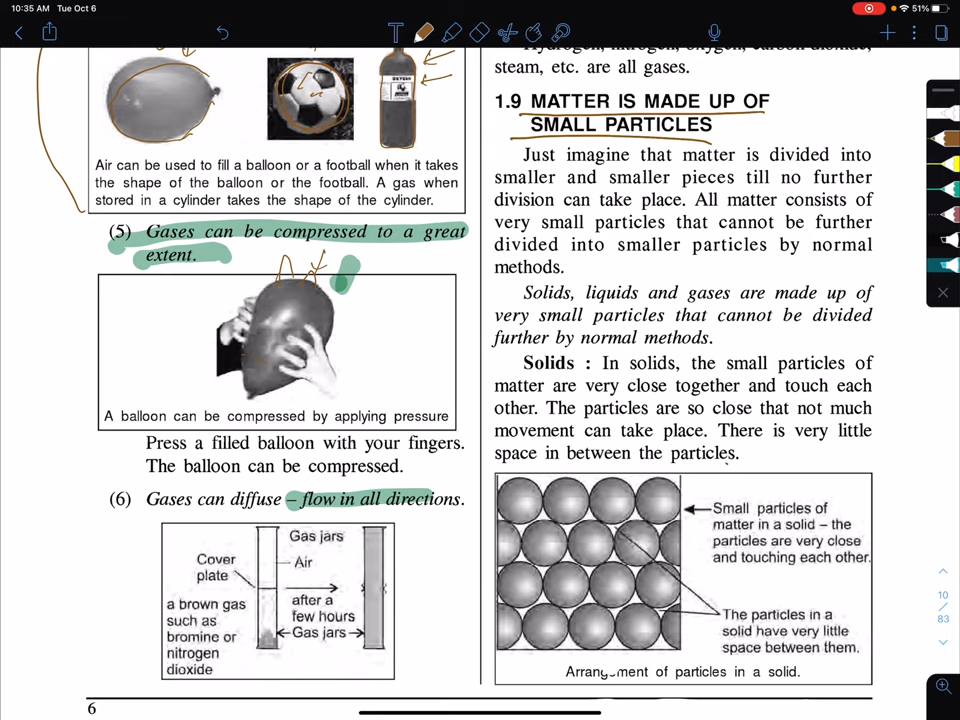 10:35 AM Tue Oct 6
51%
T
OXYGEN
Air can be used to fill a balloon or a football when it takes
the shape of the balloon or the football. A gas when
stored in a cylinder takes the shape of the cylinder.
(5) Gases can be compressed to a great
extent.
A balloon can be compressed by applying pressure
Press a filled balloon with your fingers.
The balloon can be compressed.
(6) Gases can diffuse – flow in all directions.
Gas jars
Cover
plate
Air
a brown gas
such as
bromine or
nitrogen
dioxide
after a
few hours
Gas jars
6
Hydrogen, nitrogen, oxygen, carbon dioxide,
steam, etc. are all gases.
1.9 MATTER IS MADE UP OF
SMALL PARTICLES
Just imagine that matter is divided into
smaller and smaller pieces till no further
division can take place. All matter consists of
very small particles that cannot be further
divided into smaller particles by normal
methods.
Solids, liquids and gases are made up of
very small particles that cannot be divided
further by normal methods.
Solids : In solids, the small particles of
matter are very close together and touch each
other. The particles are so close that not much
movement can take place. There is very little
space in between the particles.
Small particles of
matter in a solid – the
particles are very close
and touching each other.
The particles in a
solid have very little
space between them.
Arrangement of particles in a solid.
10
/
83